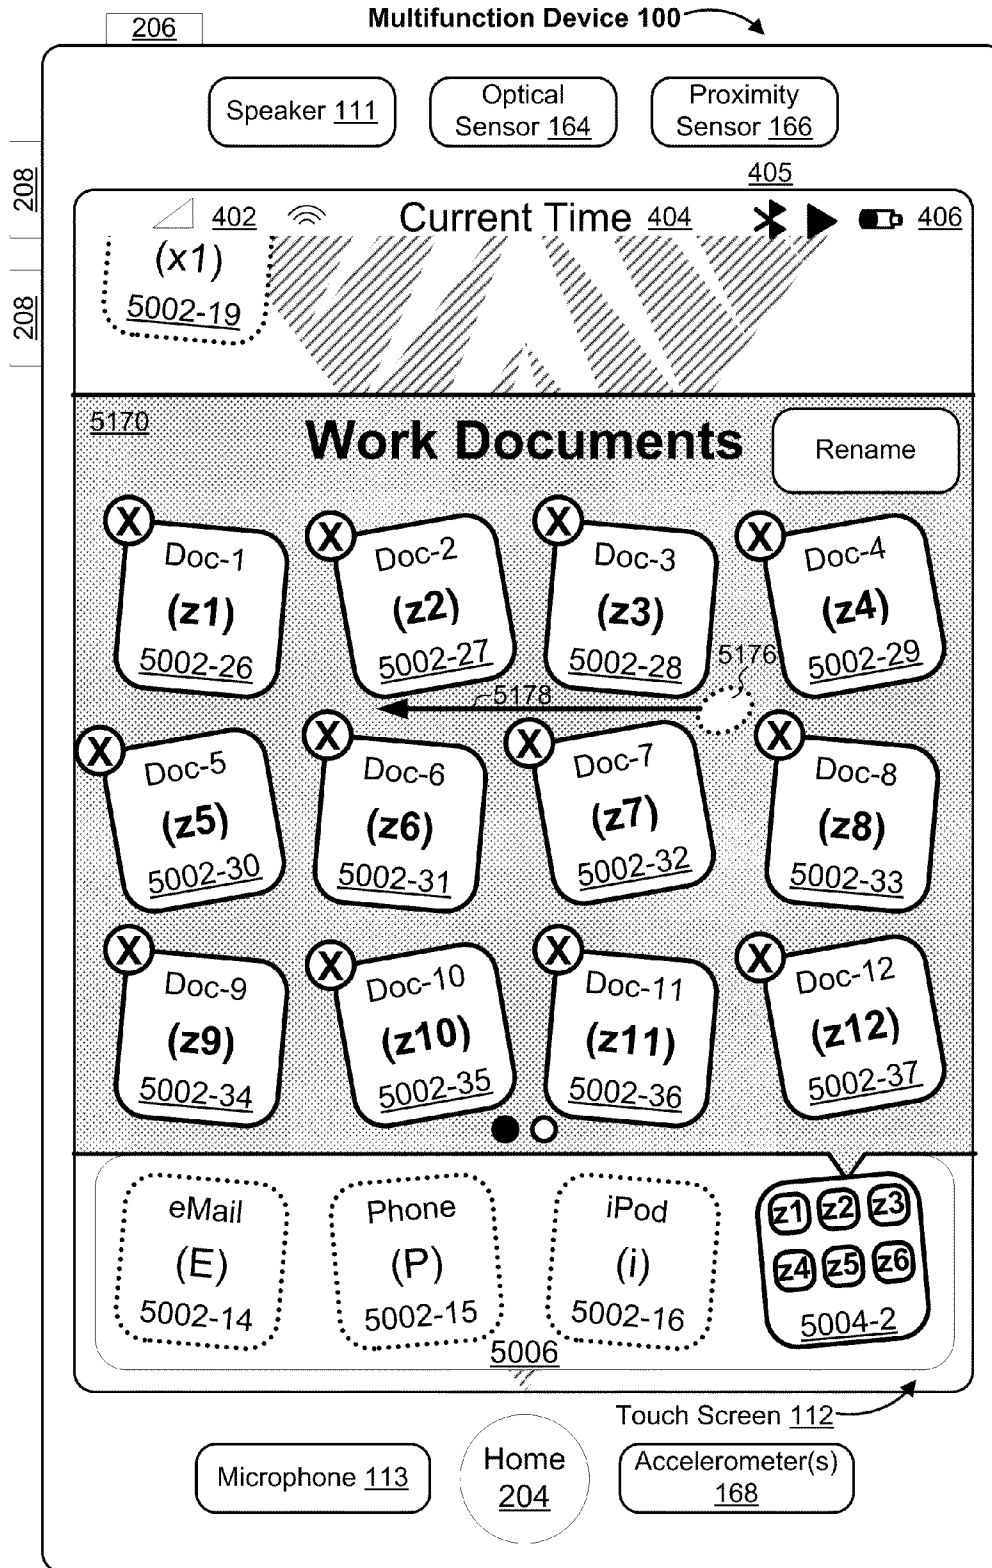 206
Multifunction Device 100
Speaker 111
Optical
Sensor 164
Proximity
Sensor 166
208
208
402
Current Time 404
405
406
(x1)
5002-19
5170
Work Documents
Rename
X
Doc-1
(z1)
5002-26
X
Doc-2
(z2)
5002-27
X
Doc-3
(z3)
5002-28
X
Doc-4
(z4)
5002-29
5176
5178
X
Doc-5
(z5)
5002-30
X
Doc-6
(z6)
5002-31
X
Doc-7
(z7)
5002-32
X
Doc-8
(z8)
5002-33
X
Doc-9
(z9)
5002-34
X
Doc-10
(z10)
5002-35
X
Doc-11
(z11)
5002-36
X
Doc-12
(z12)
5002-37
eMail
(E)
5002-14
Phone
(P)
5002-15
iPod
(i)
5002-16
z1 z2 z3
z4 z5 z6
5004-2
5006
Touch Screen 112
Microphone 113
Home
204
Accelerometer(s)
168